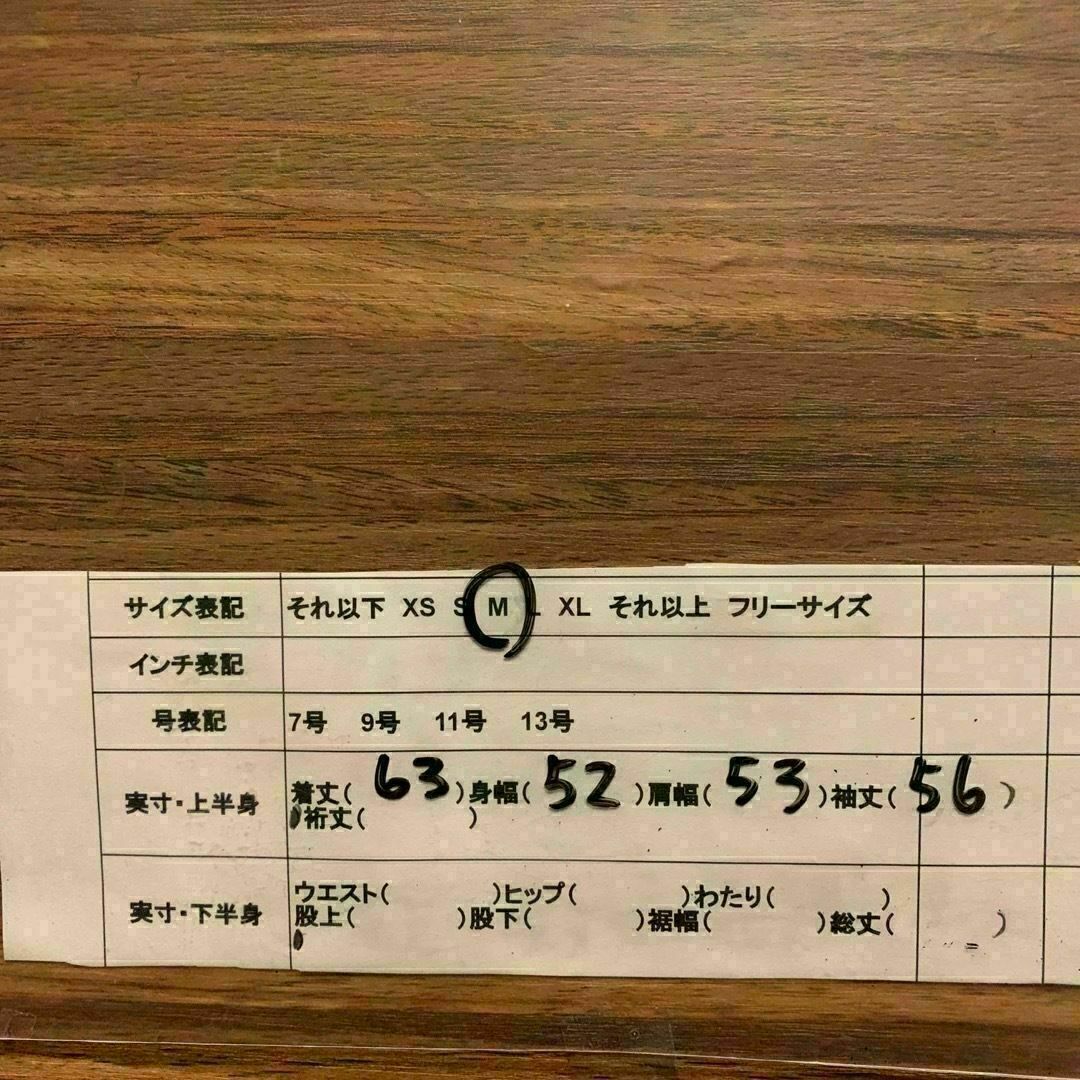 サイズ表記 それ以下 XS S M L XL それ以上 フリーサイズ
インチ表記
号表記 7号 9号 11号 13号
実寸・上半身 着丈( 63 )身幅( 52 )肩幅( 53 )袖丈( 56 )
裄丈( )
実寸・下半身 ウエスト( )ヒップ( )わたり( )
股上( )股下( )裾幅( )総丈( )